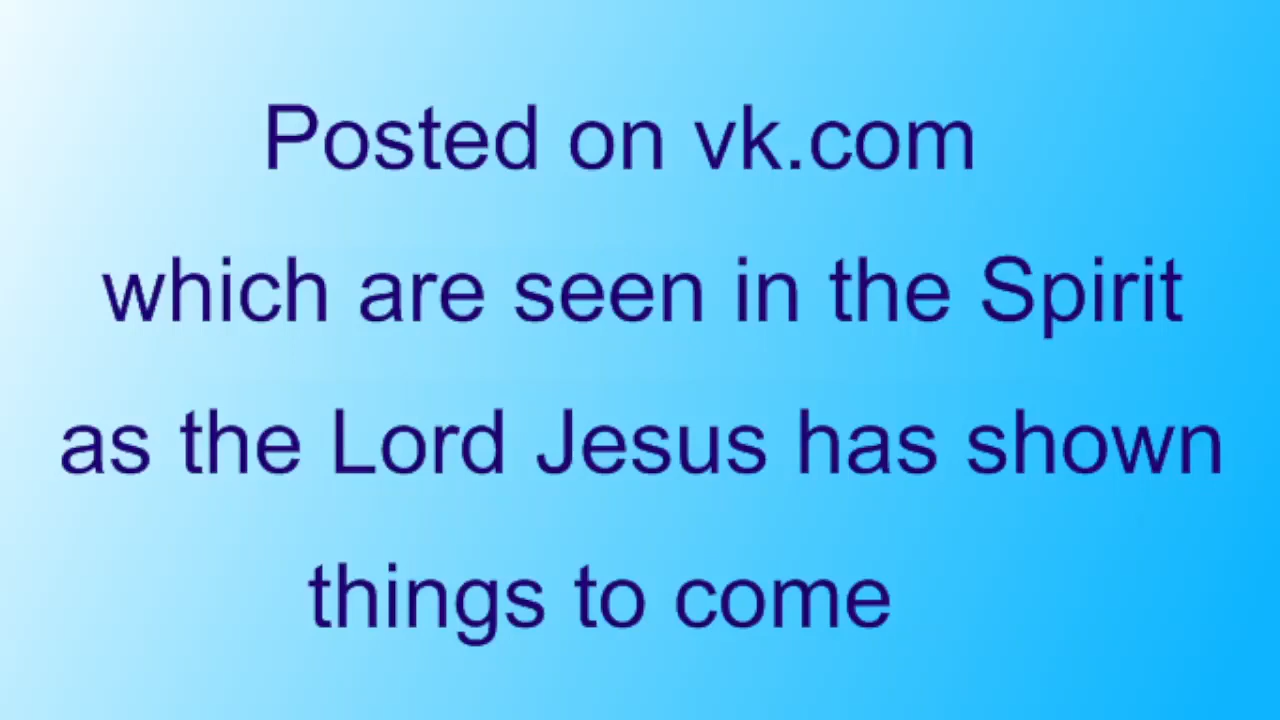 Posted on vk.com
which are seen in the Spirit
as the Lord Jesus has shown
things to come